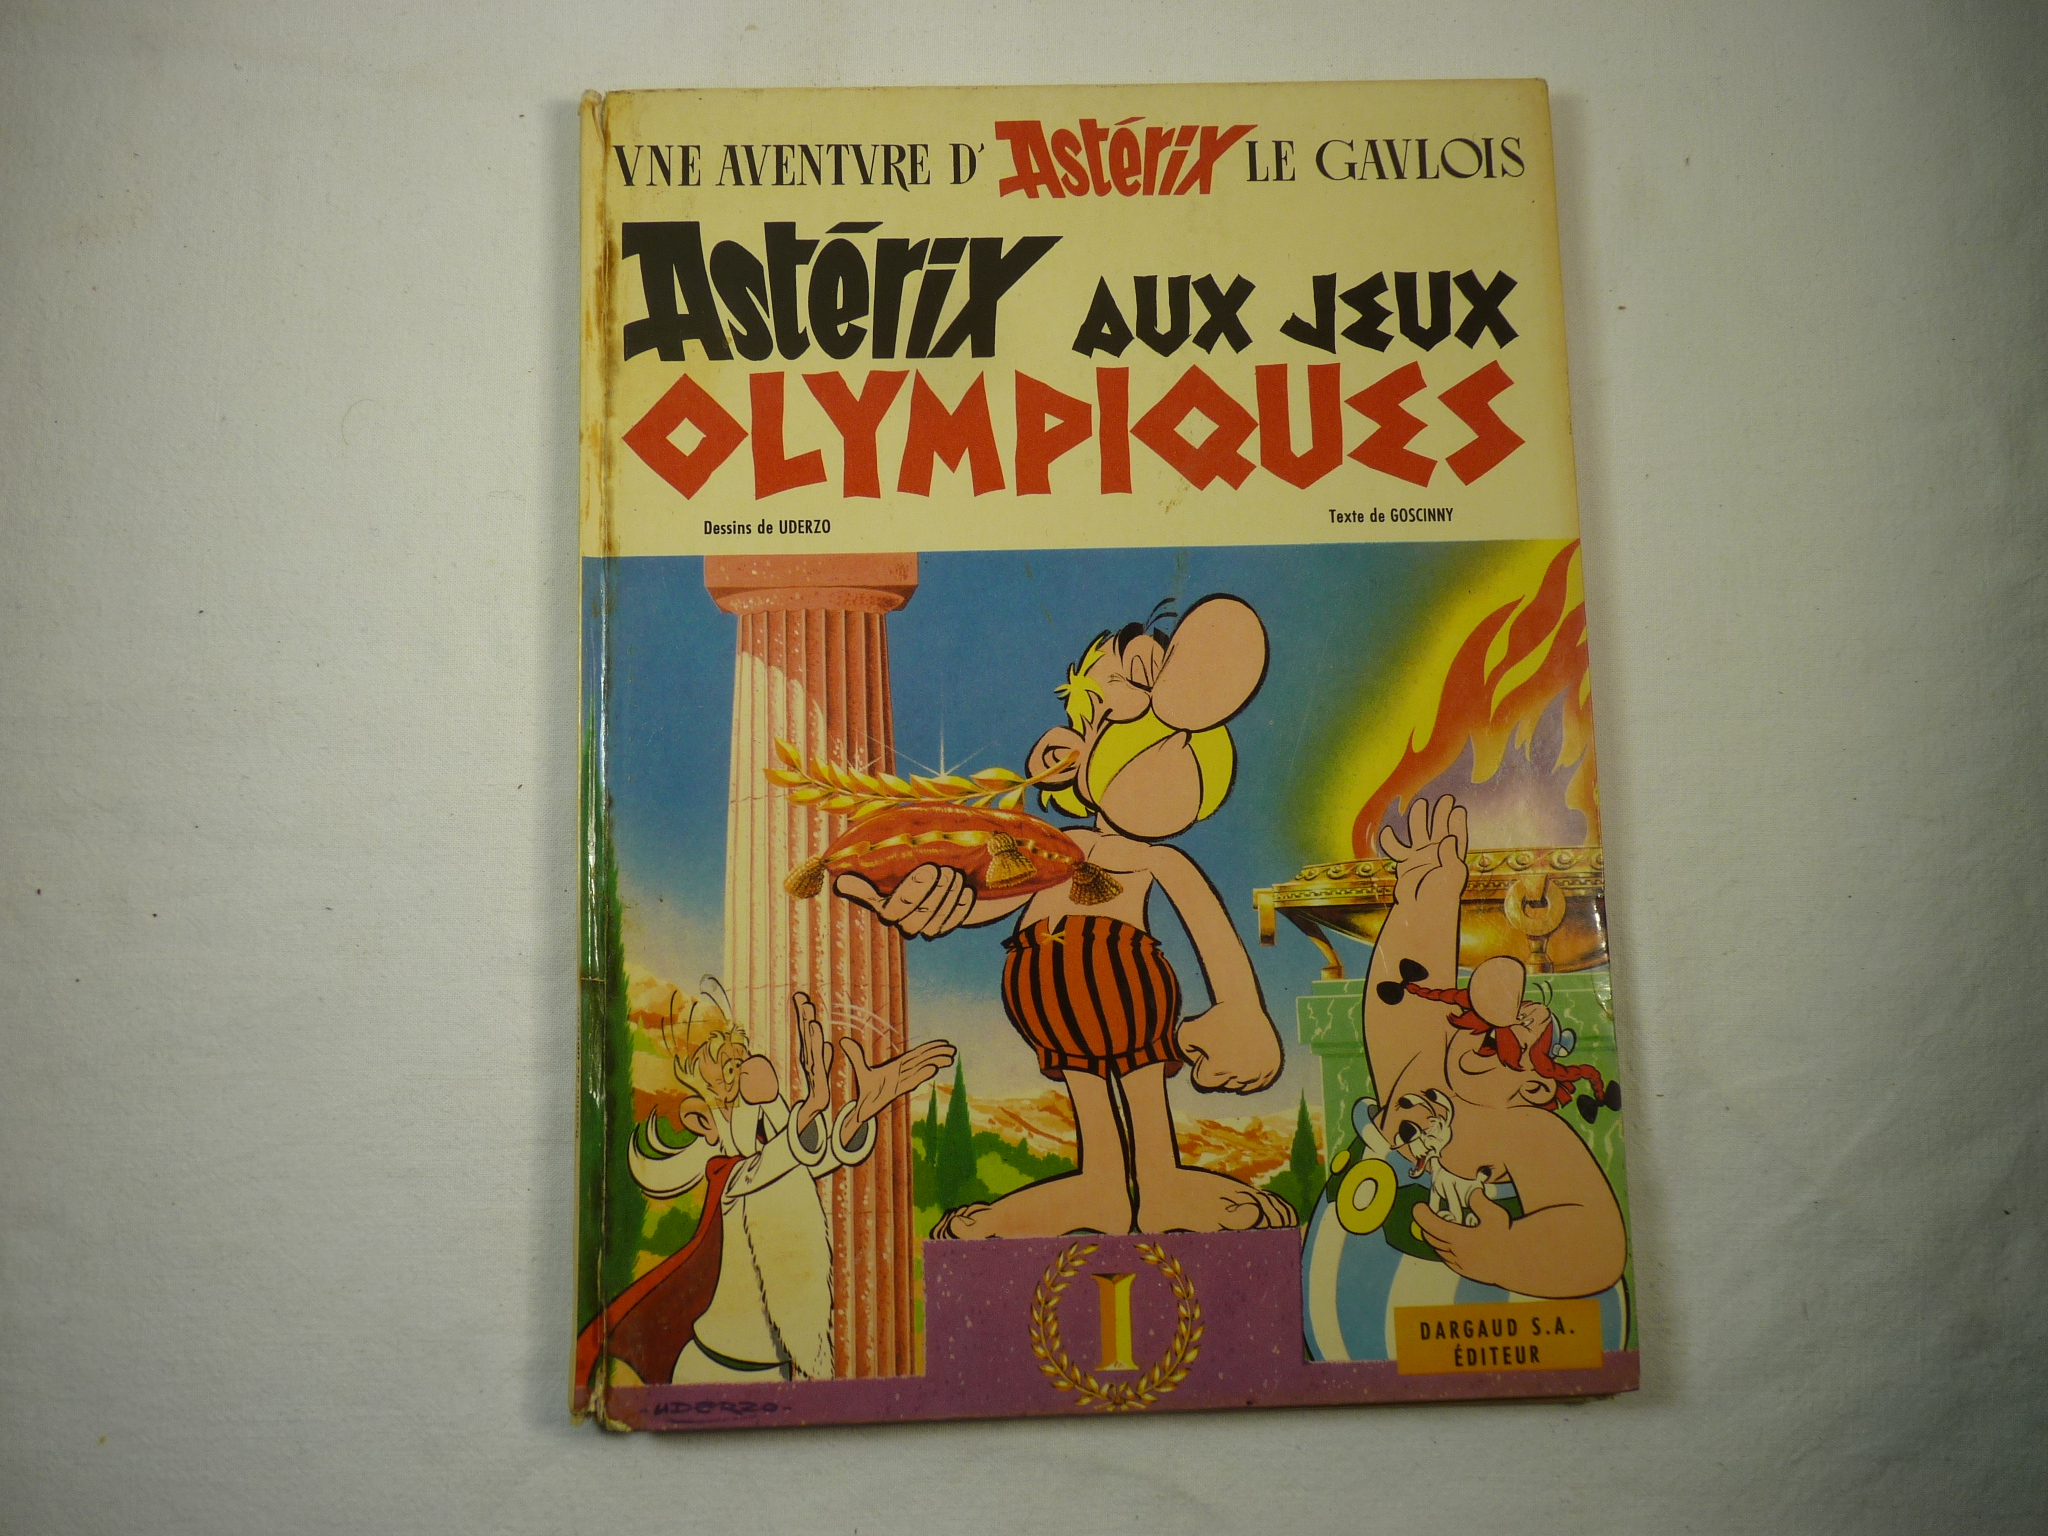 VNE AVENTVRE D'Astérix LE GAVLOIS
Astérix AUX JEUX
OLYMPIQUES
Dessins de UDERZO
Texte de GOSCINNY
I
DARGAUD S.A.
ÉDITEUR
-UDERZO-